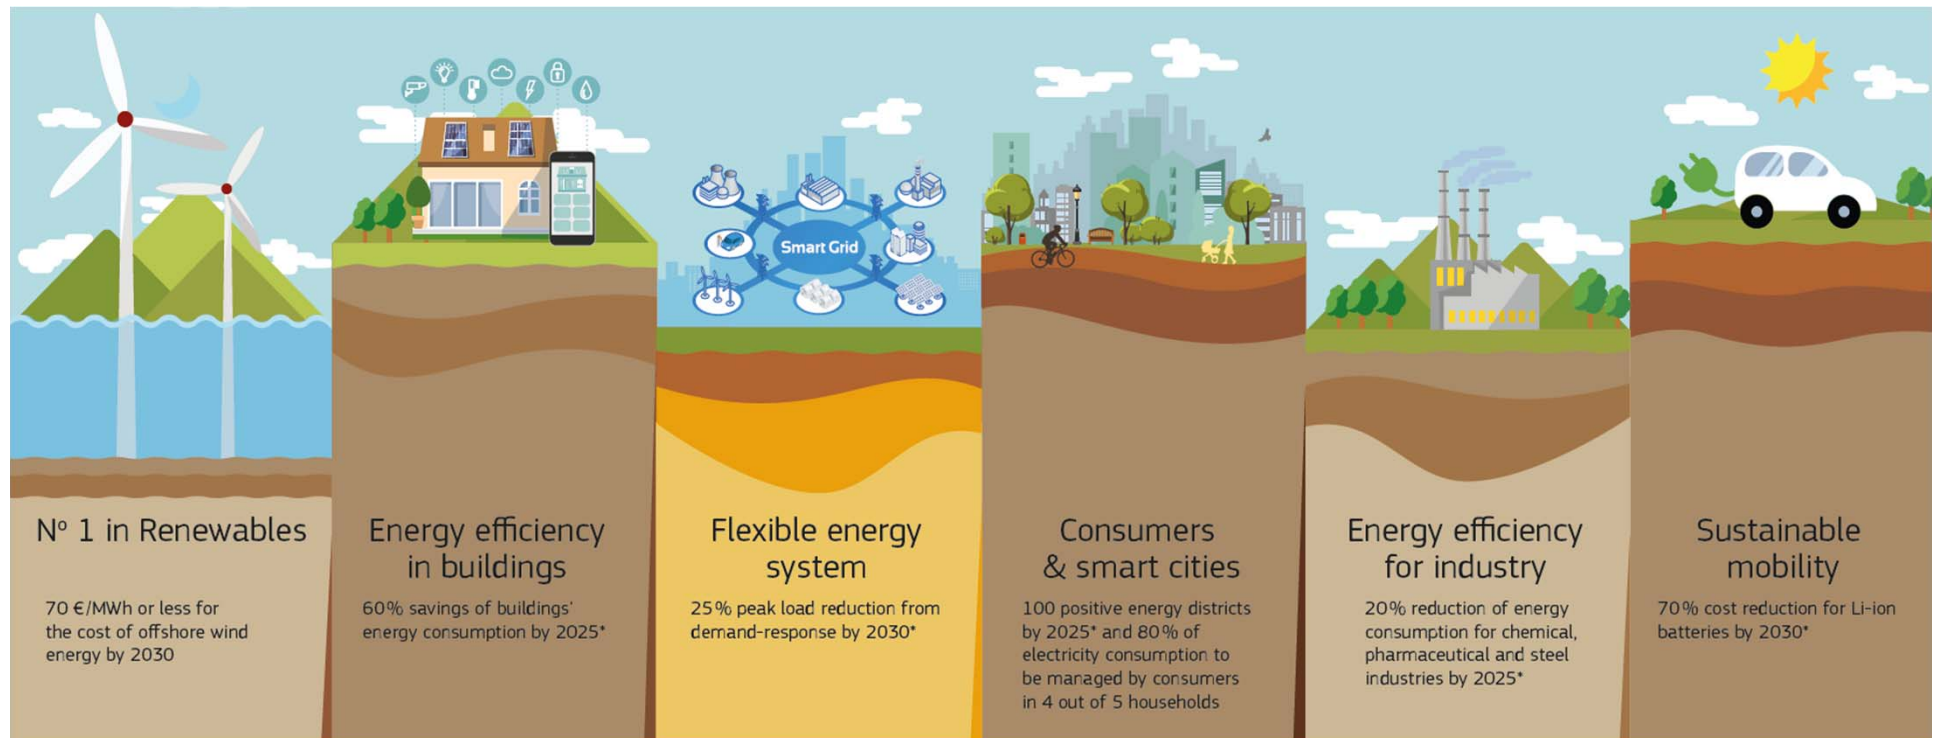 Smart Grid
Nº 1 in Renewables
70 €/MWh or less for
the cost of offshore wind
energy by 2030
Energy efficiency
in buildings
60% savings of buildings'
energy consumption by 2025*
Flexible energy
system
25% peak load reduction from
demand-response by 2030*
Consumers
& smart cities
100 positive energy districts
by 2025* and 80% of
electricity consumption to
be managed by consumers
in 4 out of 5 households
Energy efficiency
for industry
20% reduction of energy
consumption for chemical,
pharmaceutical and steel
industries by 2025*
Sustainable
mobility
70% cost reduction for Li-ion
batteries by 2030*